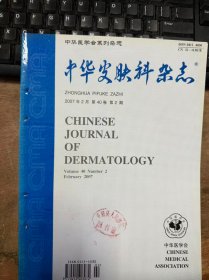 中华医学会系列杂志
中华皮肤科杂志
ZHONGHUA PIFUKE ZAZHI
2007年2月 第40卷 第2期
CHINESE
JOURNAL
OF
DERMATOLOGY
Volume 40 Number 2
February 2007
中华医学会
CHINESE
MEDICAL
ASSOCIATION